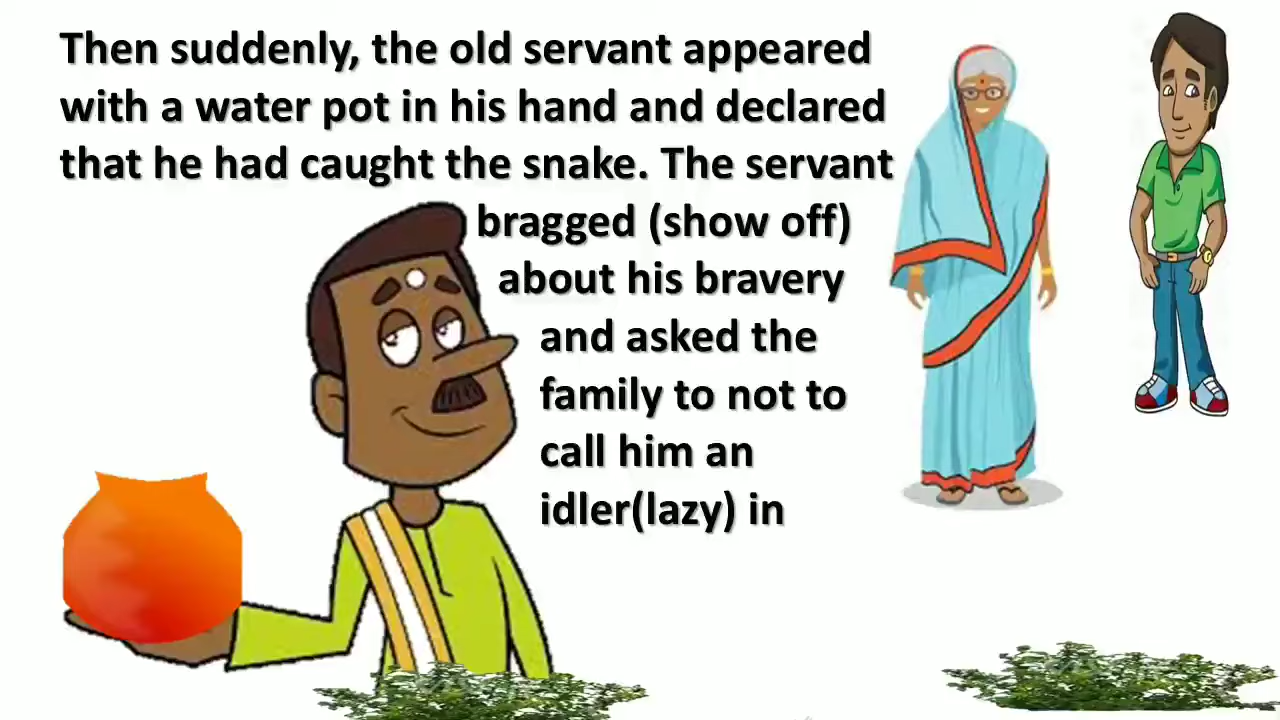 Then suddenly, the old servant appeared
with a water pot in his hand and declared
that he had caught the snake. The servant
bragged (show off)
about his bravery
and asked the
family to not to
call him an
idler(lazy) in